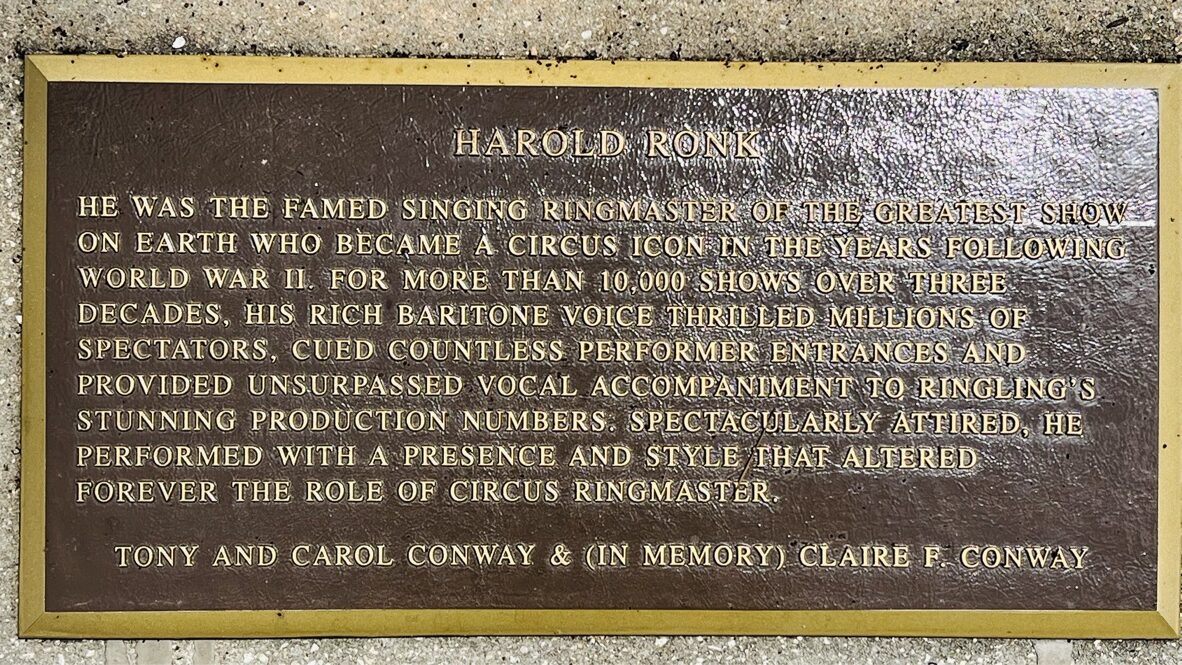 HAROLD RONK
HE WAS THE FAMED SINGING RINGMASTER OF THE GREATEST SHOW
ON EARTH WHO BECAME A CIRCUS ICON IN THE YEARS FOLLOWING
WORLD WAR II. FOR MORE THAN 10,000 SHOWS OVER THREE
DECADES, HIS RICH BARITONE VOICE THRILLED MILLIONS OF
SPECTATORS, CUED COUNTLESS PERFORMER ENTRANCES AND
PROVIDED UNSURPASSED VOCAL ACCOMPANIMENT TO RINGLING'S
STUNNING PRODUCTION NUMBERS. SPECTACULARLY ATTIRED, HE
PERFORMED WITH A PRESENCE AND STYLE THAT ALTERED
FOREVER THE ROLE OF CIRCUS RINGMASTER.
TONY AND CAROL CONWAY & (IN MEMORY) CLAIRE F. CONWAY